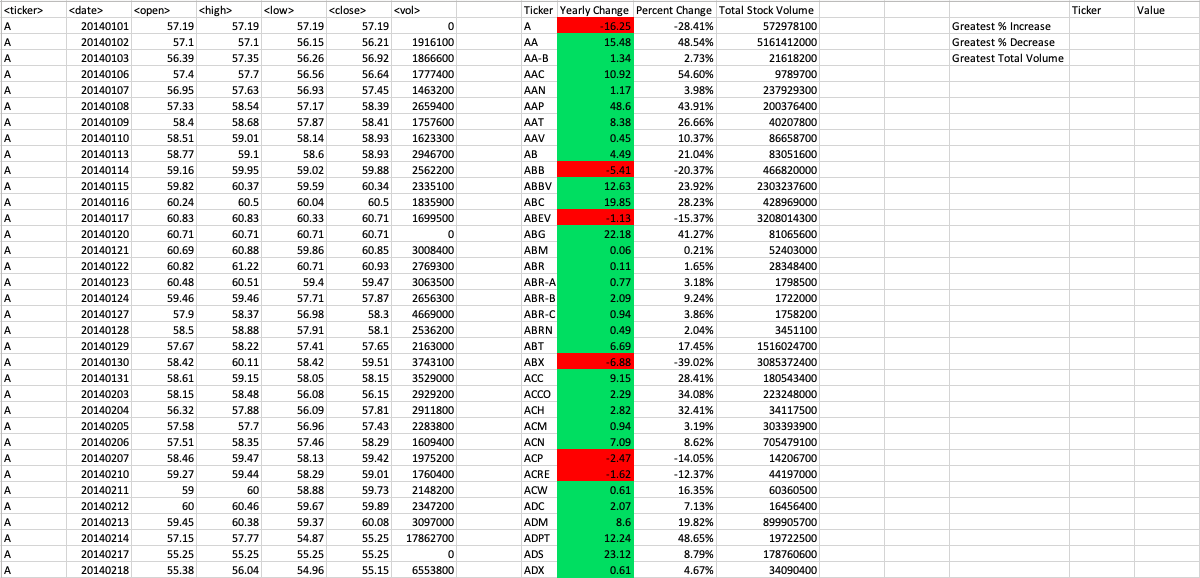 <ticker> <date> <open> <high> <low> <close> <vol> Ticker Yearly Change Percent Change Total Stock Volume Ticker Value
A 20140101 57.19 57.19 57.19 57.19 0 A -16.25 -28.41% 572978100 Greatest % Increase
A 20140102 57.1 57.1 56.15 56.21 1916100 AA 15.48 48.54% 5161412000 Greatest % Decrease
A 20140103 56.39 57.35 56.26 56.92 1866600 AA-B 1.34 2.73% 21618200 Greatest Total Volume
A 20140106 57.4 57.7 56.56 56.64 1777400 AAC 10.92 54.60% 9789700
A 20140107 56.95 57.63 56.93 57.45 1463200 AAN 1.17 3.98% 237929300
A 20140108 57.33 58.54 57.17 58.39 2659400 AAP 48.6 43.91% 200376400
A 20140109 58.4 58.68 57.87 58.41 1757600 AAT 8.38 26.66% 40207800
A 20140110 58.51 59.01 58.14 58.93 1623300 AAV 0.45 10.37% 86658700
A 20140113 58.77 59.1 58.6 58.93 2946700 AB 4.49 21.04% 83051600
A 20140114 59.16 59.95 59.02 59.88 2562200 ABB -5.41 -20.37% 466820000
A 20140115 59.82 60.37 59.59 60.34 2335100 ABBV 12.63 23.92% 2303237600
A 20140116 60.24 60.5 60.04 60.5 1835900 ABC 19.85 28.23% 428969000
A 20140117 60.83 60.83 60.33 60.71 1699500 ABEV -1.13 -15.37% 3208014300
A 20140120 60.71 60.71 60.71 60.71 0 ABG 22.18 41.27% 81065600
A 20140121 60.69 60.88 59.86 60.85 3008400 ABM 0.06 0.21% 52403000
A 20140122 60.82 61.22 60.71 60.93 2769300 ABR 0.11 1.65% 28348400
A 20140123 60.48 60.51 59.4 59.47 3063500 ABR-A 0.77 3.18% 1798500
A 20140124 59.46 59.46 57.71 57.87 2656300 ABR-B 2.09 9.24% 1722000
A 20140127 57.9 58.37 56.98 58.3 4669000 ABR-C 0.94 3.86% 1758200
A 20140128 58.5 58.88 57.91 58.1 2536200 ABRN 0.49 2.04% 3451100
A 20140129 57.67 58.22 57.41 57.65 2163000 ABT 6.69 17.45% 1516024700
A 20140130 58.42 60.11 58.42 59.51 3743100 ABX -6.88 -39.02% 3085372400
A 20140131 58.61 59.15 58.05 58.15 3529000 ACC 9.15 28.41% 180543400
A 20140203 58.15 58.48 56.08 56.15 2929200 ACCO 2.29 34.08% 223248000
A 20140204 56.32 57.88 56.09 57.81 2911800 ACH 2.82 32.41% 34117500
A 20140205 57.58 57.7 56.96 57.43 2283800 ACM 0.94 3.19% 303393900
A 20140206 57.51 58.35 57.46 58.29 1609400 ACN 7.09 8.62% 705479100
A 20140207 58.46 59.47 58.13 59.42 1975200 ACP -2.47 -14.05% 14206700
A 20140210 59.27 59.44 58.29 59.01 1760400 ACRE -1.62 -12.37% 44197000
A 20140211 59 60 58.88 59.73 2148200 ACW 0.61 16.35% 60360500
A 20140212 60 60.46 59.67 59.89 2347200 ADC 2.07 7.13% 16456400
A 20140213 59.45 60.38 59.37 60.08 3097000 ADM 8.6 19.82% 899905700
A 20140214 57.15 57.77 54.87 55.25 17862700 ADPT 12.24 48.65% 19722500
A 20140217 55.25 55.25 55.25 55.25 0 ADS 23.12 8.79% 178760600
A 20140218 55.38 56.04 54.96 55.15 6553800 ADX 0.61 4.67% 34090400